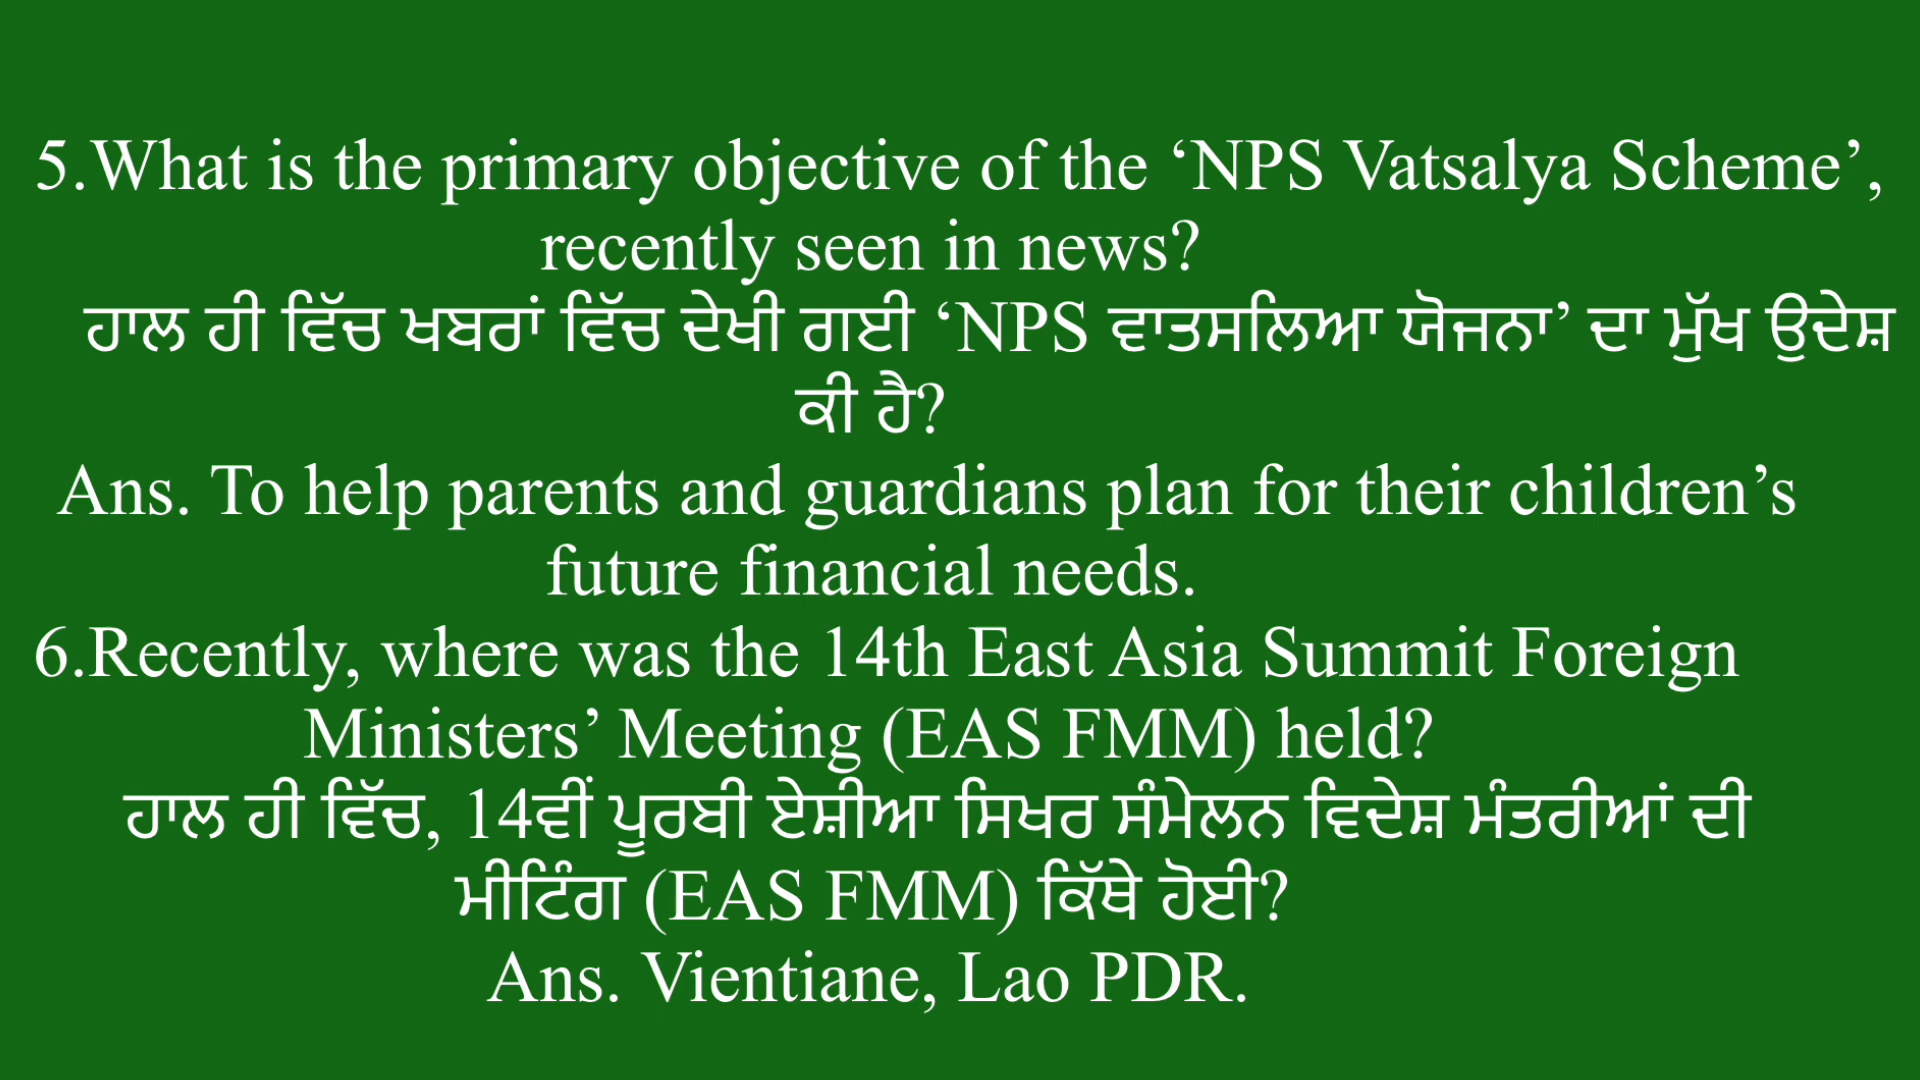 5.What is the primary objective of the ‘NPS Vatsalya Scheme’,
recently seen in news?
ਹਾਲ ਹੀ ਵਿੱਚ ਖਬਰਾਂ ਵਿੱਚ ਦੇਖੀ ਗਈ ‘NPS ਵਾਤਸਲਿਆ ਯੋਜਨਾ’ ਦਾ ਮੁੱਖ ਉਦੇਸ਼
ਕੀ ਹੈ?
Ans. To help parents and guardians plan for their children’s
future financial needs.
6.Recently, where was the 14th East Asia Summit Foreign
Ministers’ Meeting (EAS FMM) held?
ਹਾਲ ਹੀ ਵਿੱਚ, 14ਵੀਂ ਪੂਰਬੀ ਏਸ਼ੀਆ ਸਿਖਰ ਸੰਮੇਲਨ ਵਿਦੇਸ਼ ਮੰਤਰੀਆਂ ਦੀ
ਮੀਟਿੰਗ (EAS FMM) ਕਿੱਥੇ ਹੋਈ?
Ans. Vientiane, Lao PDR.